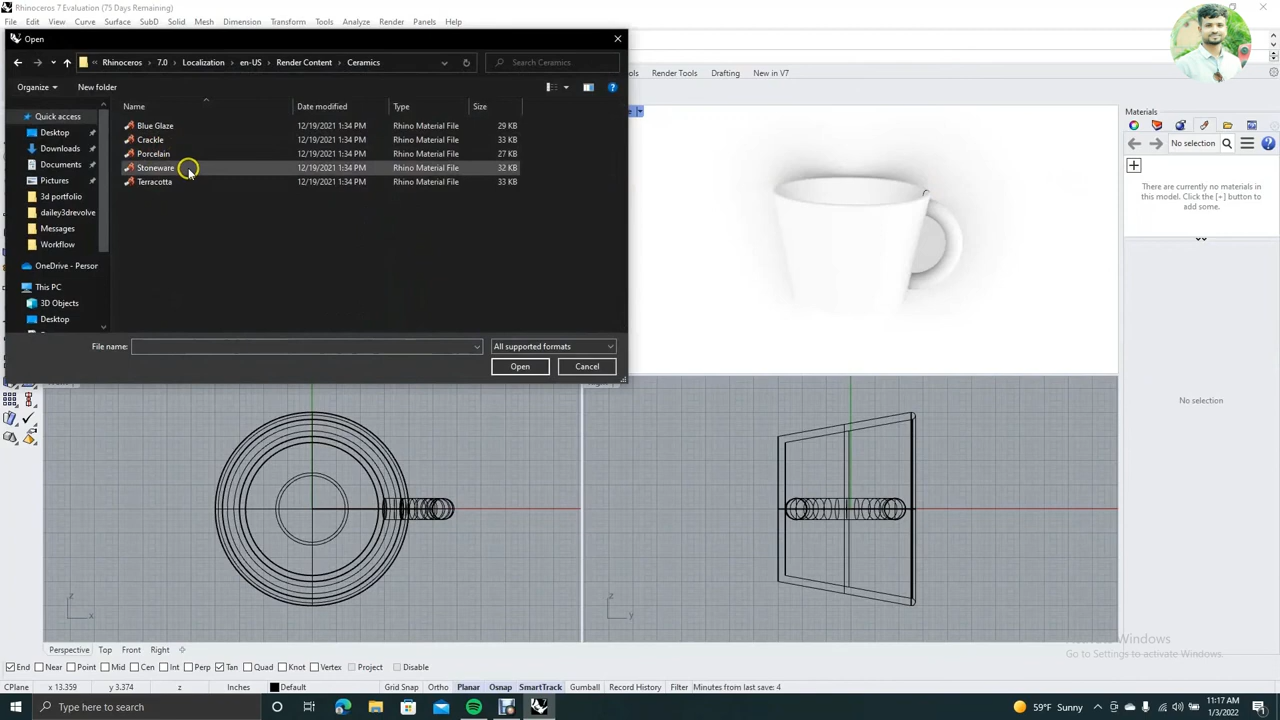 Rhinoceros 7 Evaluation (75 Days Remaining)
File Edit View Curve Surface SubD Solid Mesh Dimension Transform Tools Analyze Render Panels Help
Open
Rhinoceros 7.0 Localization en-US Render Content Ceramics
Search Ceramics
Organize New folder
Render Tools Drafting New in V7
Name Date modified Type Size
Quick access
Desktop
Downloads
Documents
Pictures
3d portfolio
dailey3drevolve
Messages
Workflow
OneDrive - Persor
This PC
3D Objects
Desktop
Blue Glaze 12/19/2021 1:34 PM Rhino Material File 29 KB
Crackle 12/19/2021 1:34 PM Rhino Material File 33 KB
Porcelain 12/19/2021 1:34 PM Rhino Material File 27 KB
Stoneware 12/19/2021 1:34 PM Rhino Material File 32 KB
Terracotta 12/19/2021 1:34 PM Rhino Material File 33 KB
File name: All supported formats
Open Cancel
Materials
No selection
There are currently no materials in
this model. Click the [+] button to
add some.
No selection
z
x
z
y
Activate Windows
Go to Settings to activate Windows.
Perspective Top Front Right
End Near Point Mid Cen Int Perp Tan Quad Knot Vertex Project Disable
CPlane x 13.359 y 3.374 z Inches Default Grid Snap Ortho Planar Osnap SmartTrack Gumball Record History Filter Minutes from last save: 4
Type here to search
59°F Sunny
11:17 AM
1/3/2022